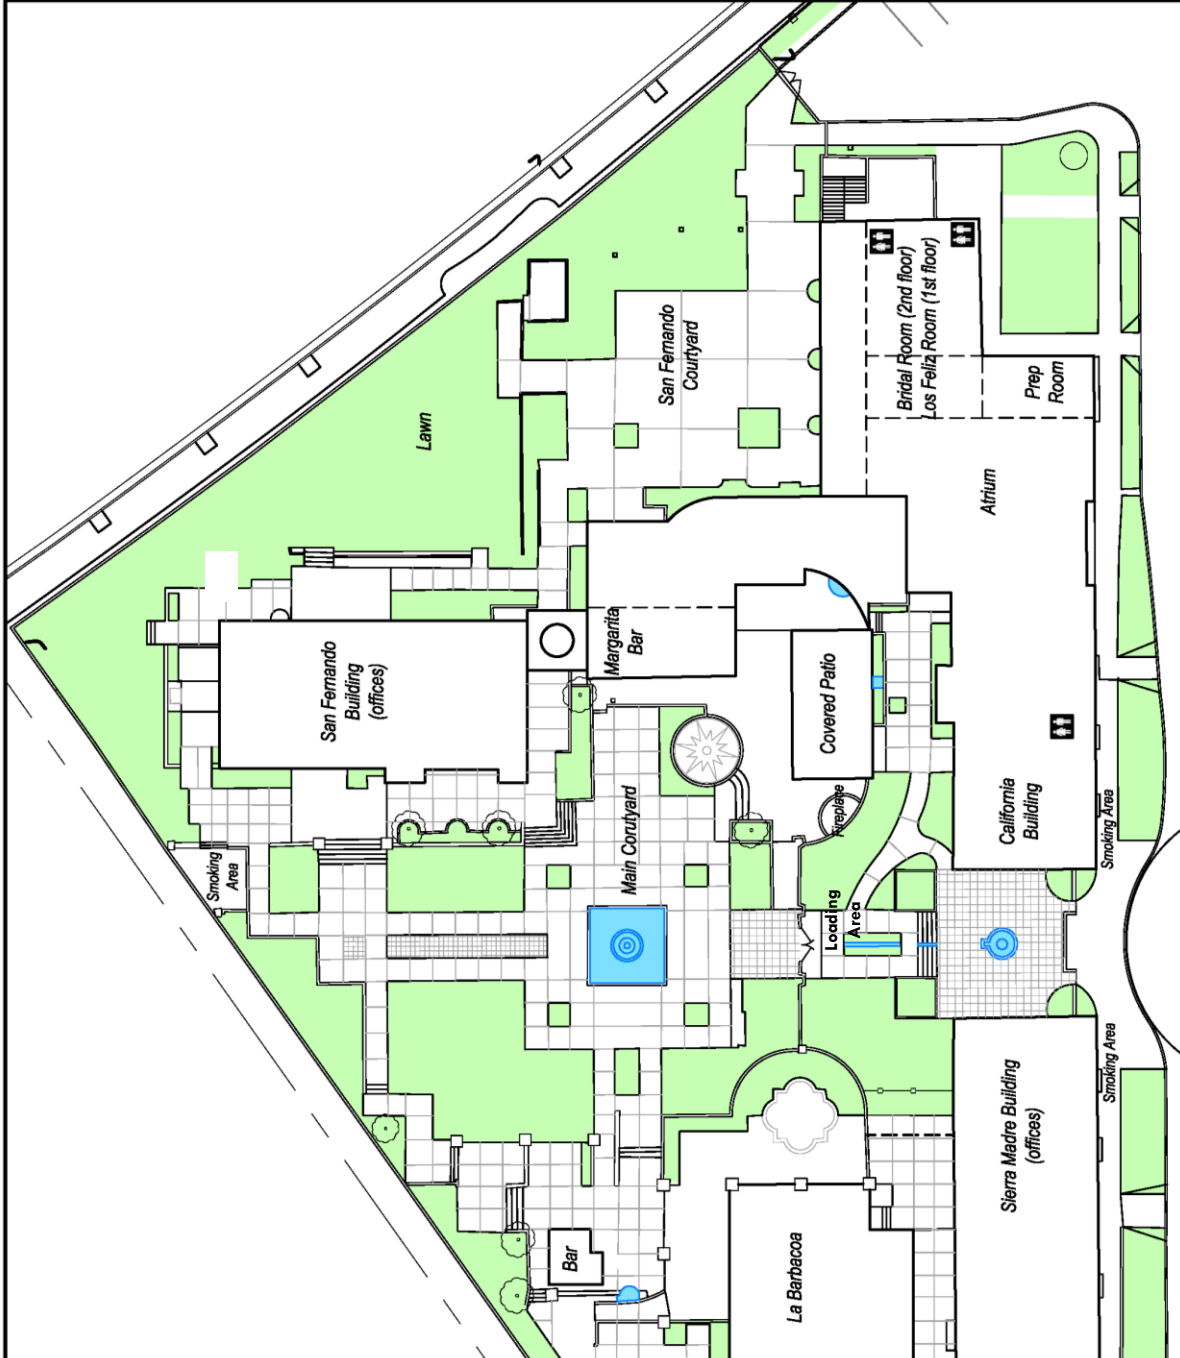 Lawn
San Fernando
Courtyard
Bridal Room (2nd floor)
Los Feliz Room (1st floor)
Prep
Room
Atrium
San Fernando
Building
(offices)
Margarita
Bar
Covered Patio
Main Corutyard
Fireplace
California
Building
Smoking Area
Smoking
Area
Loading
Area
Smoking Area
Sierra Madre Building
(offices)
Bar
La Barbacoa